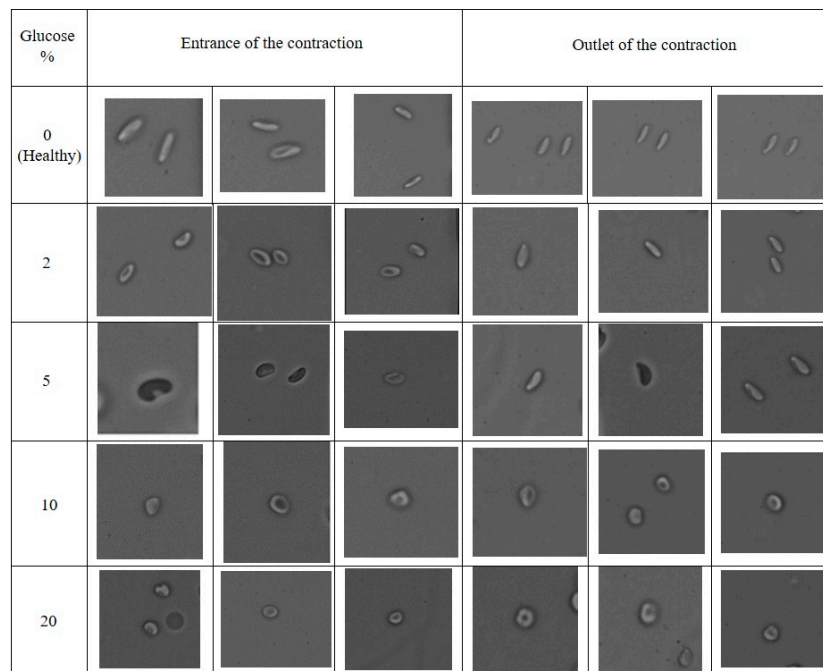 Glucose
%
Entrance of the contraction
Outlet of the contraction
0
(Healthy)
2
5
10
20